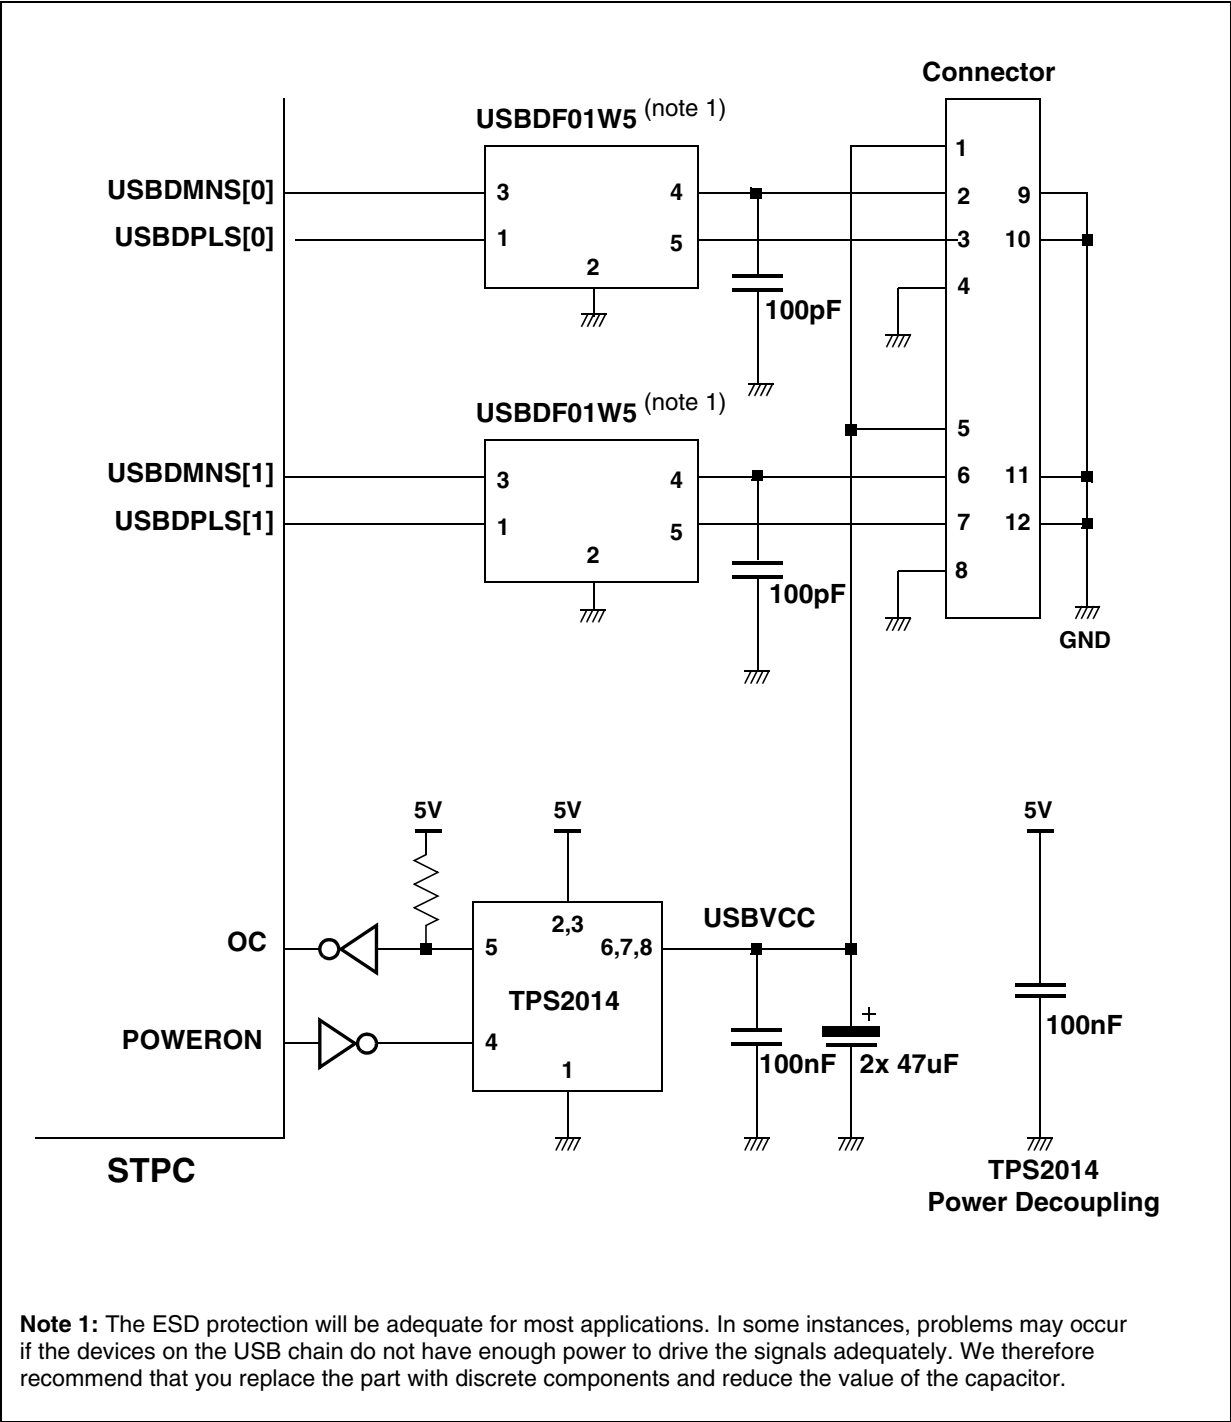 Connector
USBDF01W5 (note 1)
1
USBDMNS[0] 3 4 2 9
USBDPLS[0] 1 5 3 10
2 4
100pF
USBDF01W5 (note 1)
5
USBDMNS[1] 3 4 6 11
USBDPLS[1] 1 5 7 12
2 8
100pF
GND
5V 5V 5V
2,3 USBVCC
OC 5 6,7,8
TPS2014
+
100nF
POWERON 4
1 100nF 2x 47uF
STPC
TPS2014
Power Decoupling
Note 1: The ESD protection will be adequate for most applications. In some instances, problems may occur
if the devices on the USB chain do not have enough power to drive the signals adequately. We therefore
recommend that you replace the part with discrete components and reduce the value of the capacitor.